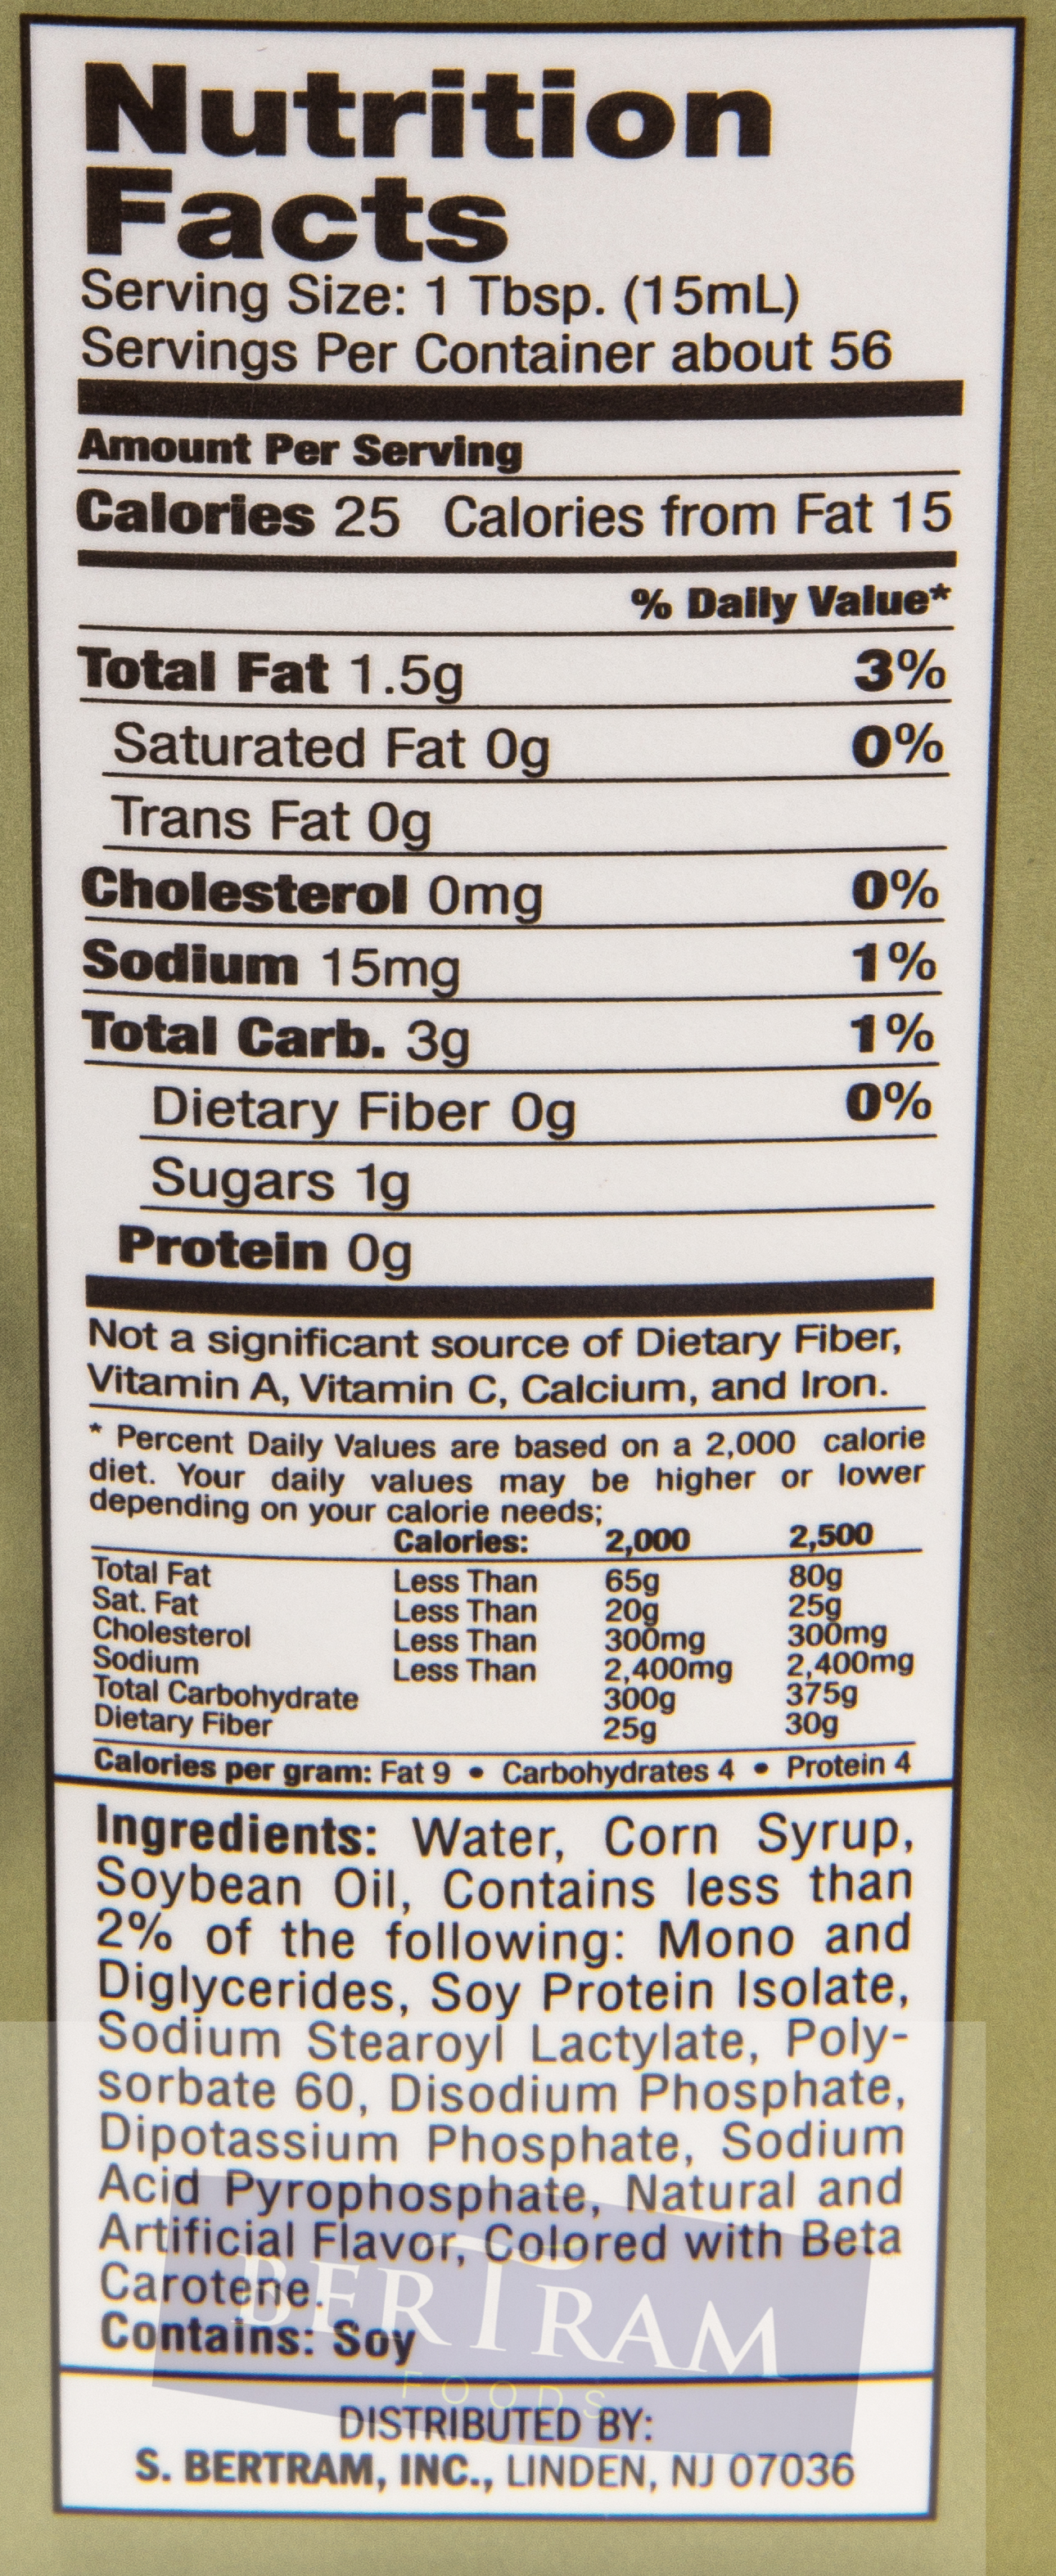 Nutrition
Facts
Serving Size: 1 Tbsp. (15mL)
Servings Per Container about 56
Amount Per Serving
Calories 25 Calories from Fat 15
% Daily Value*
Total Fat 1.5g 3%
Saturated Fat 0g 0%
Trans Fat 0g
Cholesterol 0mg 0%
Sodium 15mg 1%
Total Carb. 3g 1%
Dietary Fiber 0g 0%
Sugars 1g
Protein 0g
Not a significant source of Dietary Fiber,
Vitamin A, Vitamin C, Calcium, and Iron.
* Percent Daily Values are based on a 2,000 calorie
diet. Your daily values may be higher or lower
depending on your calorie needs;
Calories: 2,000 2,500
Total Fat Less Than 65g 80g
Sat. Fat Less Than 20g 25g
Cholesterol Less Than 300mg 300mg
Sodium Less Than 2,400mg 2,400mg
Total Carbohydrate 300g 375g
Dietary Fiber 25g 30g
Calories per gram: Fat 9 • Carbohydrates 4 • Protein 4
Ingredients: Water, Corn Syrup,
Soybean Oil, Contains less than
2% of the following: Mono and
Diglycerides, Soy Protein Isolate,
Sodium Stearoyl Lactylate, Poly-
sorbate 60, Disodium Phosphate,
Dipotassium Phosphate, Sodium
Acid Pyrophosphate, Natural and
Artificial Flavor, Colored with Beta
Carotene.
Contains: Soy
BERTRAM
FOODS
DISTRIBUTED BY:
S. BERTRAM, INC., LINDEN, NJ 07036